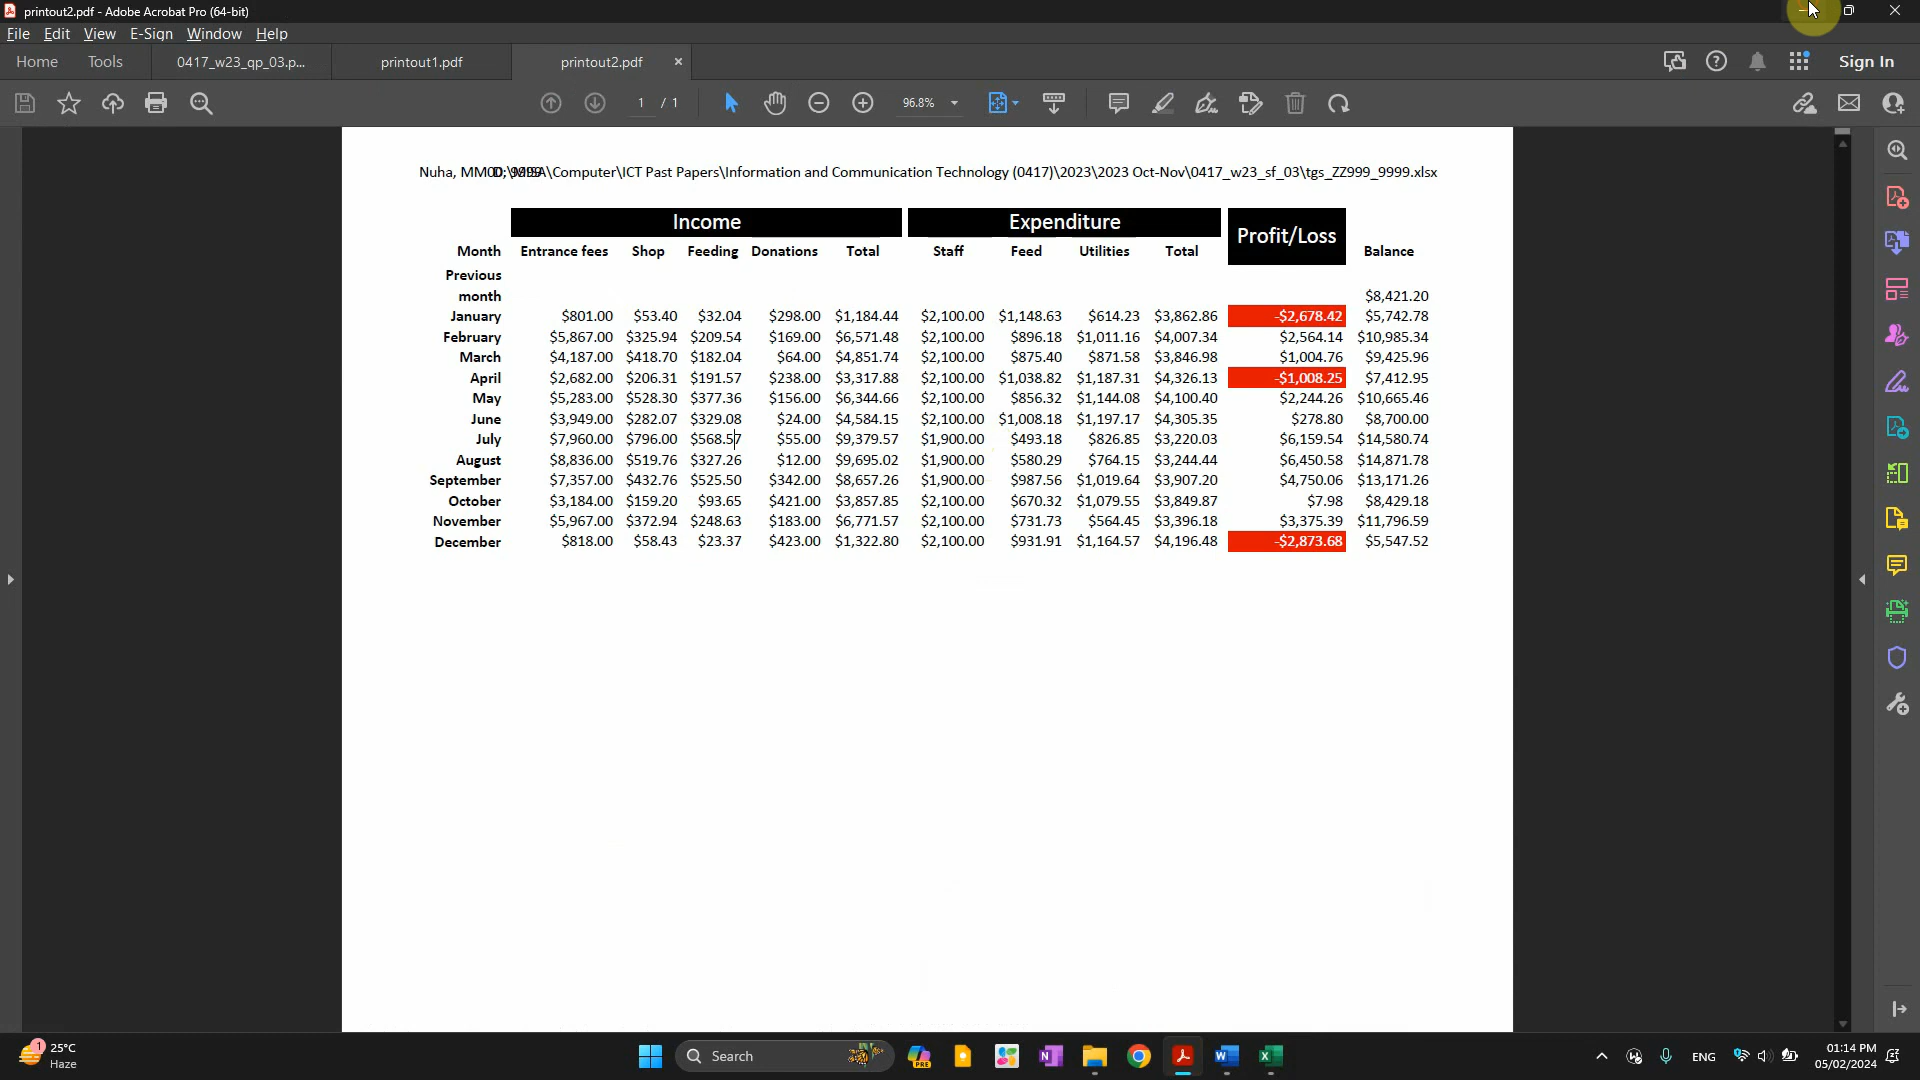 printout2.pdf - Adobe Acrobat Pro (64-bit)
File Edit View E-Sign Window Help
Home Tools 0417_w23_qp_03.p... printout1.pdf printout2.pdf × Sign In
1 / 1 96.8%
Nuha, D:\ \Computer\ICT Past Papers\Information and Communication Technology (0417)\2023\2023 Oct-Nov\0417_w23_sf_03\tgs_ZZ999_9999.xlsx
Income Expenditure Profit/Loss
Month Entrance fees Shop Feeding Donations Total Staff Feed Utilities Total Balance
Previous
month $8,421.20
January $801.00 $53.40 $32.04 $298.00 $1,184.44 $2,100.00 $1,148.63 $614.23 $3,862.86 -$2,678.42 $5,742.78
February $5,867.00 $325.94 $209.54 $169.00 $6,571.48 $2,100.00 $896.18 $1,011.16 $4,007.34 $2,564.14 $10,985.34
March $4,187.00 $418.70 $182.04 $64.00 $4,851.74 $2,100.00 $875.40 $871.58 $3,846.98 $1,004.76 $9,425.96
April $2,682.00 $206.31 $191.57 $238.00 $3,317.88 $2,100.00 $1,038.82 $1,187.31 $4,326.13 -$1,008.25 $7,412.95
May $5,283.00 $528.30 $377.36 $156.00 $6,344.66 $2,100.00 $856.32 $1,144.08 $4,100.40 $2,244.26 $10,665.46
June $3,949.00 $282.07 $329.08 $24.00 $4,584.15 $2,100.00 $1,008.18 $1,197.17 $4,305.35 $278.80 $8,700.00
July $7,960.00 $796.00 $568.57 $55.00 $9,379.57 $1,900.00 $493.18 $826.85 $3,220.03 $6,159.54 $14,580.74
August $8,836.00 $519.76 $327.26 $12.00 $9,695.02 $1,900.00 $580.29 $764.15 $3,244.44 $6,450.58 $14,871.78
September $7,357.00 $432.76 $525.50 $342.00 $8,657.26 $1,900.00 $987.56 $1,019.64 $3,907.20 $4,750.06 $13,171.26
October $3,184.00 $159.20 $93.65 $421.00 $3,857.85 $2,100.00 $670.32 $1,079.55 $3,849.87 $7.98 $8,429.18
November $5,967.00 $372.94 $248.63 $183.00 $6,771.57 $2,100.00 $731.73 $564.45 $3,396.18 $3,375.39 $11,796.59
December $818.00 $58.43 $23.37 $423.00 $1,322.80 $2,100.00 $931.91 $1,164.57 $4,196.48 -$2,873.68 $5,547.52
1 25°C
Haze
Search
PRE
ENG
01:14 PM
05/02/2024